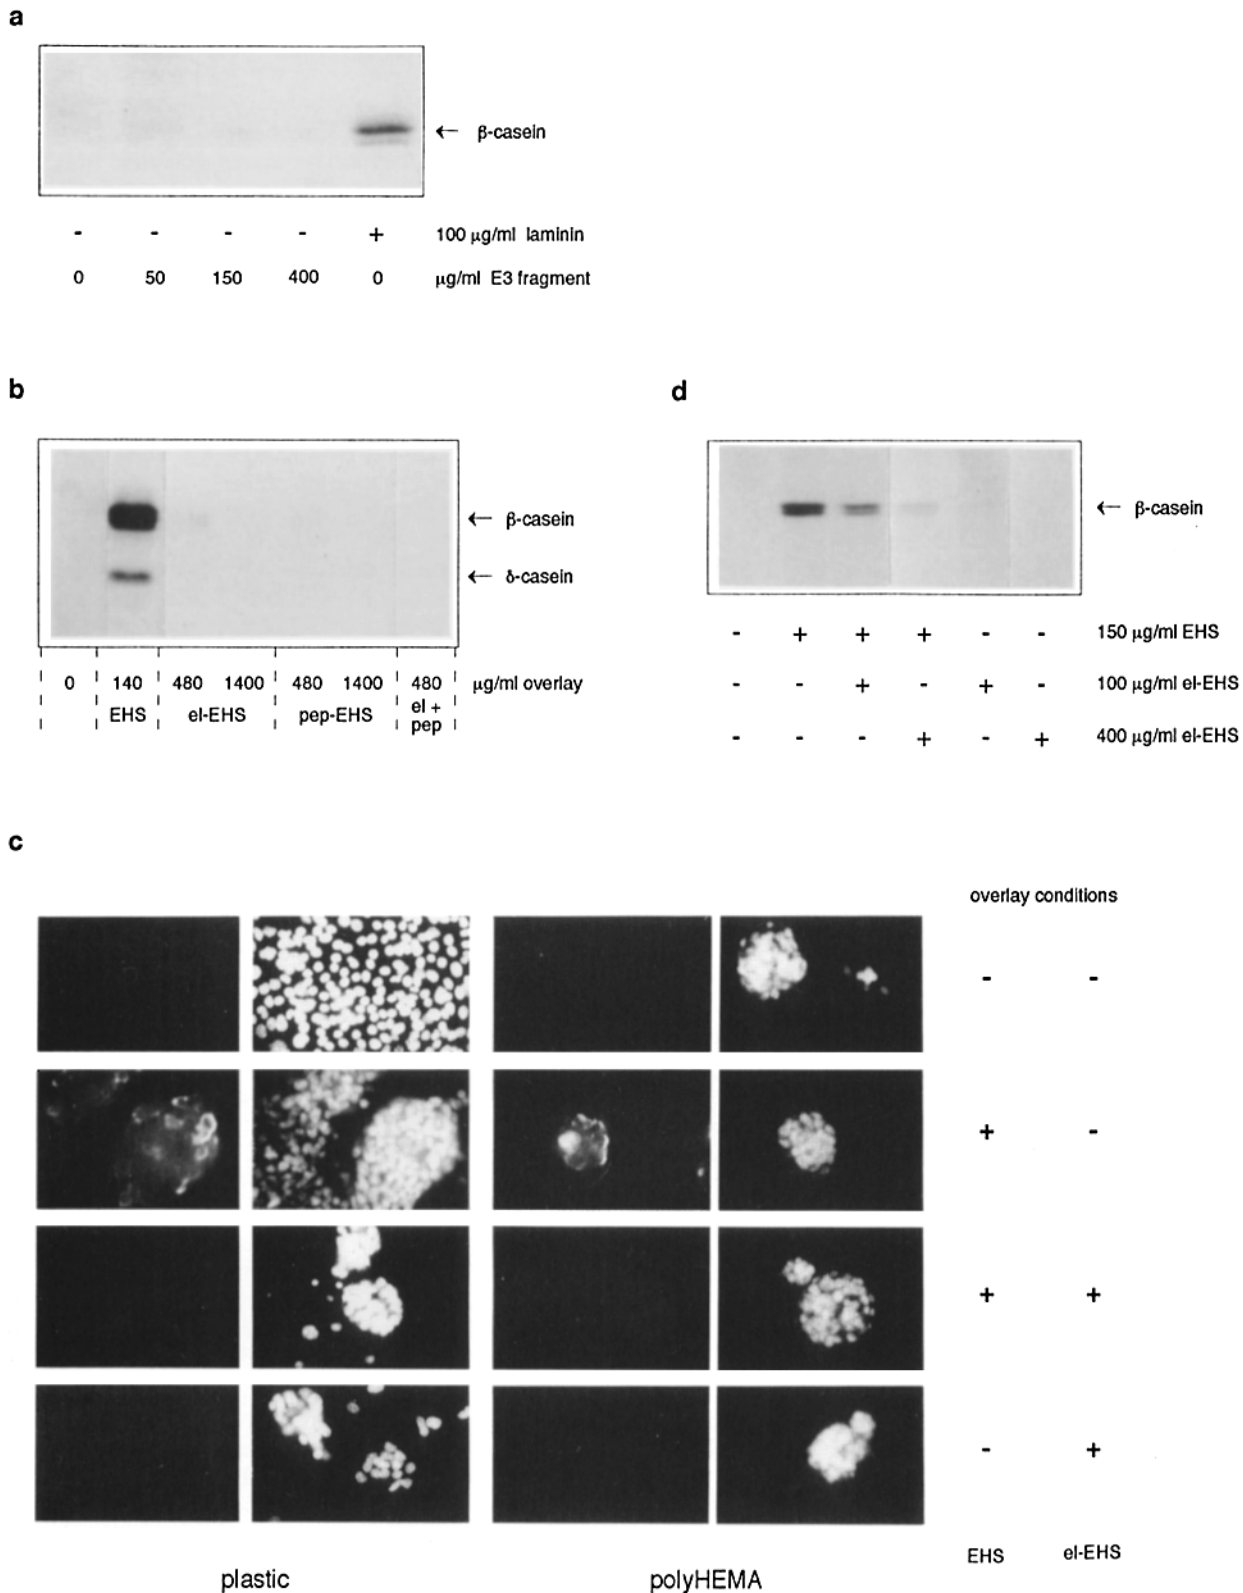 a
← β-casein
- - - - + 100 μg/ml laminin
0 50 150 400 0 μg/ml E3 fragment
b
← β-casein
← δ-casein
0 140 480 1400 480 1400 480 μg/ml overlay
EHS el-EHS pep-EHS el + pep
d
← β-casein
- + + + - - 150 μg/ml EHS
- - + - + - 100 μg/ml el-EHS
- - - + - + 400 μg/ml el-EHS
c
overlay conditions
- -
+ -
+ +
- +
EHS el-EHS
plastic polyHEMA